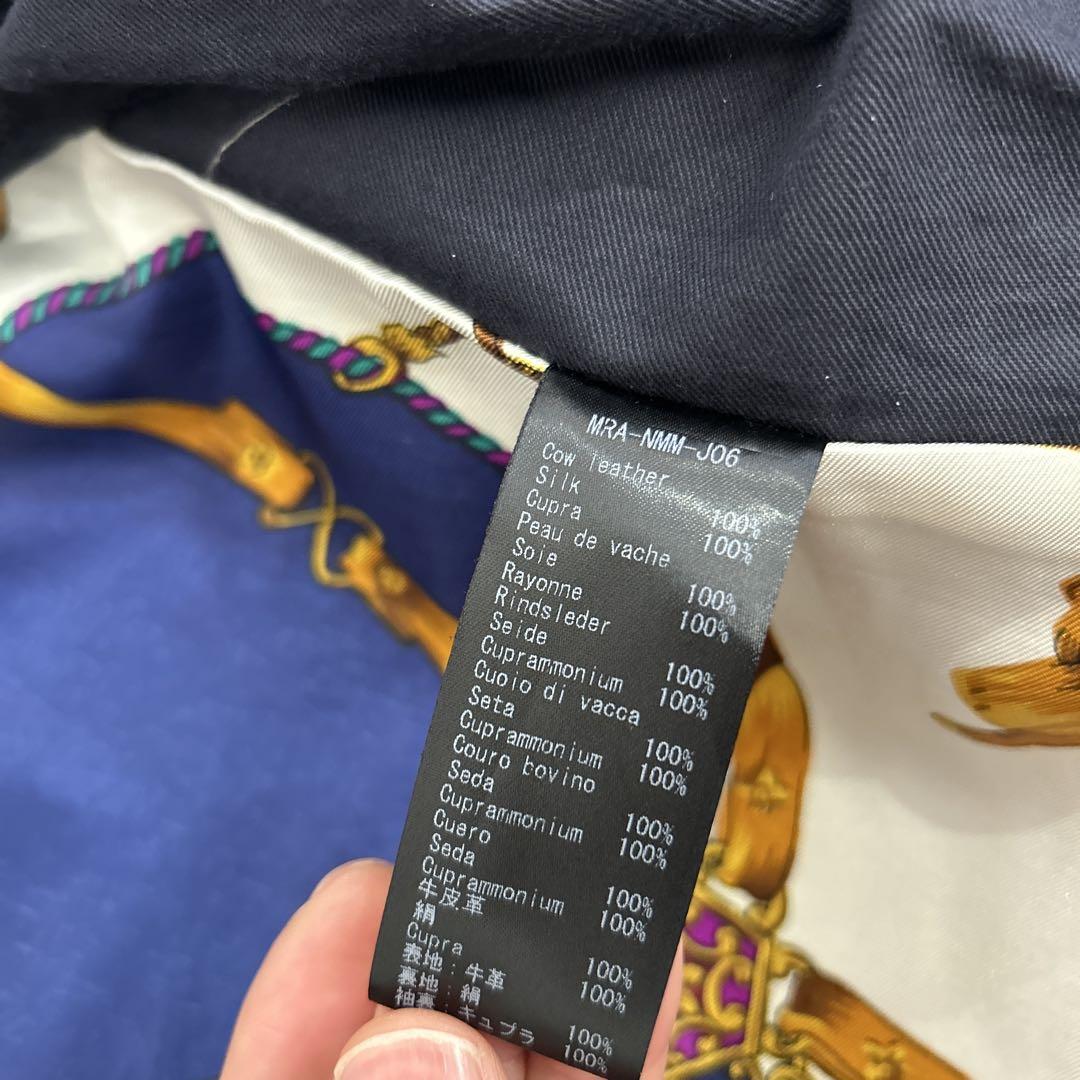 MRA-NMM-J06
Cow leather
Silk 100%
Cupra 100%
Peau de vache
Soie 100%
Rayonne 100%
Rindsleder
Seide 100%
Cuprammonium 100%
Cuoio di vacca
Seta 100%
Cuprammonium 100%
Couro bovino
Seda 100%
Cuprammonium 100%
Cuero
Seda 100%
Cuprammonium 100%
牛皮革
絹 100%
Cupra 100%
表地:牛革
裏地:絹 100%
袖裏:キュプラ 100%